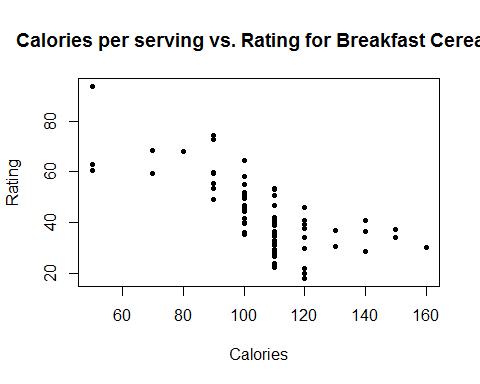 Calories per serving vs. Rating for Breakfast Cerea
Rating
80
60
40
20
60 80 100 120 140 160
Calories